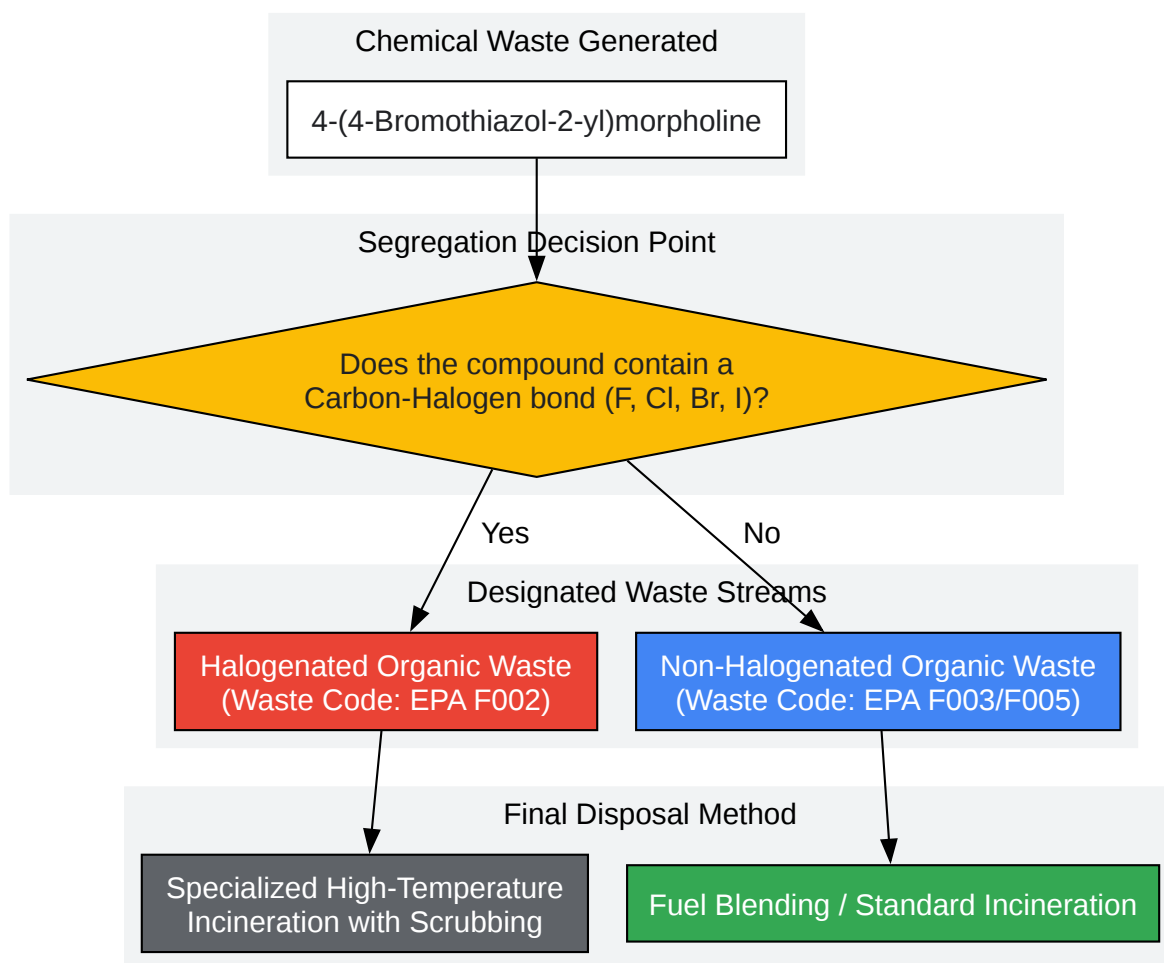 Chemical Waste Generated
4-(4-Bromothiazol-2-yl)morpholine
Segregation Decision Point
Does the compound contain a
Carbon-Halogen bond (F, Cl, Br, I)?
Yes
No
Designated Waste Streams
Halogenated Organic Waste
(Waste Code: EPA F002)
Non-Halogenated Organic Waste
(Waste Code: EPA F003/F005)
Final Disposal Method
Specialized High-Temperature
Incineration with Scrubbing
Fuel Blending / Standard Incineration